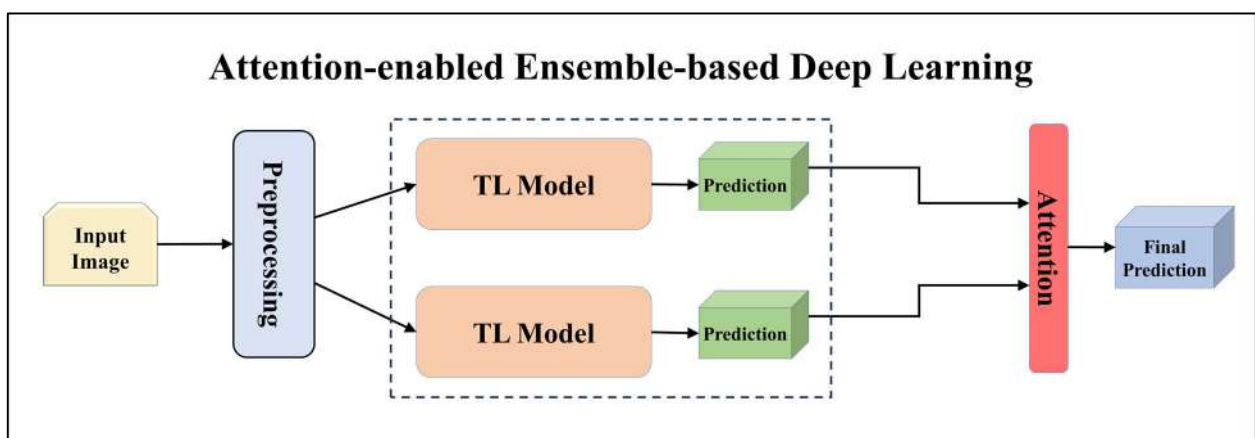 Attention-enabled Ensemble-based Deep Learning
Input
Image
Preprocessing
TL Model
Prediction
TL Model
Prediction
Attention
Final
Prediction